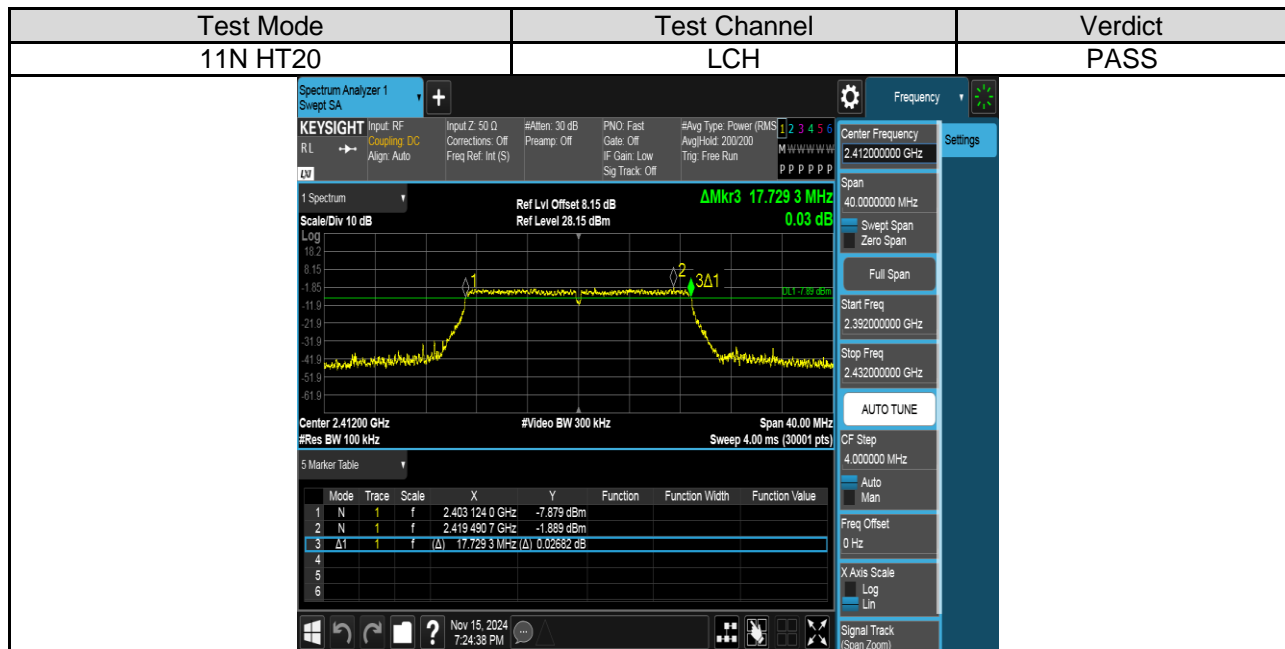 Test Mode Test Channel Verdict
11N HT20 LCH PASS
Spectrum Analyzer 1
Swept SA
+
Frequency
KEYSIGHT Input: RF Input Z: 50 Ω #Atten: 30 dB PNO: Fast #Avg Type: Power (RMS 1 2 3 4 5 6
RL Coupling: DC Corrections: Off Preamp: Off Gate: Off Avg|Hold: 200/200 M W W W W W
Align: Auto Freq Ref: Int (S) IF Gain: Low Trig: Free Run
LXI Sig Track: Off P P P P P P
Center Frequency
2.412000000 GHz
Settings
1 Spectrum
Ref Lvl Offset 8.15 dB ΔMkr3 17.729 3 MHz
Scale/Div 10 dB Ref Level 28.15 dBm 0.03 dB
Log
18.2
8.15
-1.85
-11.9
-21.9
-31.9
-41.9
-51.9
-61.9
1
2
3Δ1
DL1 -7.89 dBm
Center 2.41200 GHz #Video BW 300 kHz Span 40.00 MHz
#Res BW 100 kHz Sweep 4.00 ms (30001 pts)
Span
40.0000000 MHz
Swept Span
Zero Span
Full Span
Start Freq
2.392000000 GHz
Stop Freq
2.432000000 GHz
AUTO TUNE
CF Step
4.000000 MHz
Auto
Man
Freq Offset
0 Hz
X Axis Scale
Log
Lin
Signal Track
(Span Zoom)
5 Marker Table
Mode Trace Scale X Y Function Function Width Function Value
1 N 1 f 2.403 124 0 GHz -7.879 dBm
2 N 1 f 2.419 490 7 GHz -1.889 dBm
3 Δ1 1 f (Δ) 17.729 3 MHz (Δ) 0.02682 dB
4
5
6
? Nov 15, 2024
7:24:38 PM